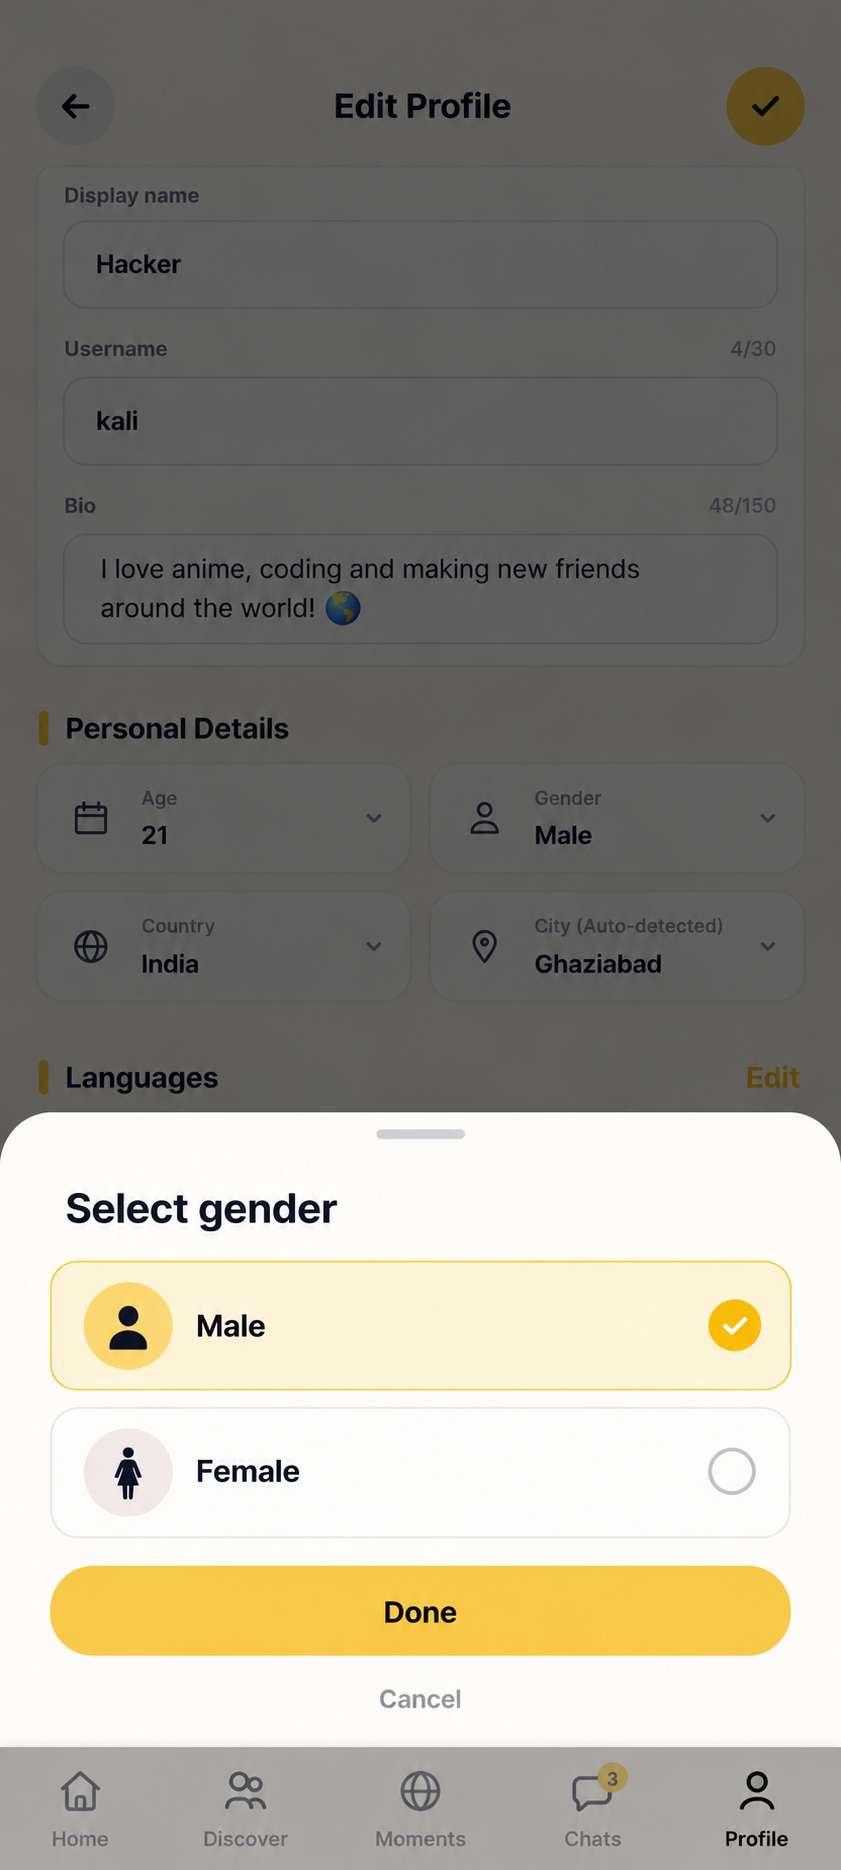 Edit Profile
Display name
Hacker
Username 4/30
kali
Bio 48/150
I love anime, coding and making new friends
around the world! 🌎
Personal Details
Age
21
Gender
Male
Country
India
City (Auto-detected)
Ghaziabad
Languages Edit
Select gender
Male
Female
Done
Cancel
3
Home Discover Moments Chats Profile